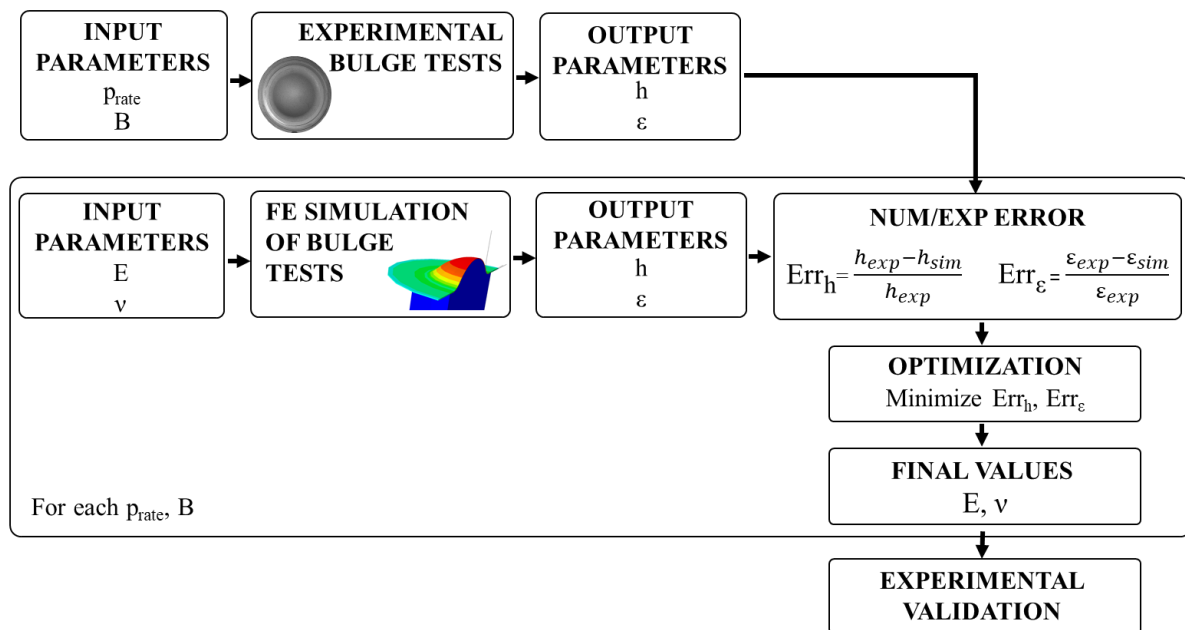 INPUT
PARAMETERS
p_rate
B
EXPERIMENTAL
BULGE TESTS
OUTPUT
PARAMETERS
h
ε
INPUT
PARAMETERS
E
ν
FE SIMULATION
OF BULGE
TESTS
OUTPUT
PARAMETERS
h
ε
NUM/EXP ERROR
Err_h = (h_exp − h_sim) / h_exp
Err_ε = (ε_exp − ε_sim) / ε_exp
OPTIMIZATION
Minimize Err_h, Err_ε
FINAL VALUES
E, ν
For each p_rate, B
EXPERIMENTAL
VALIDATION